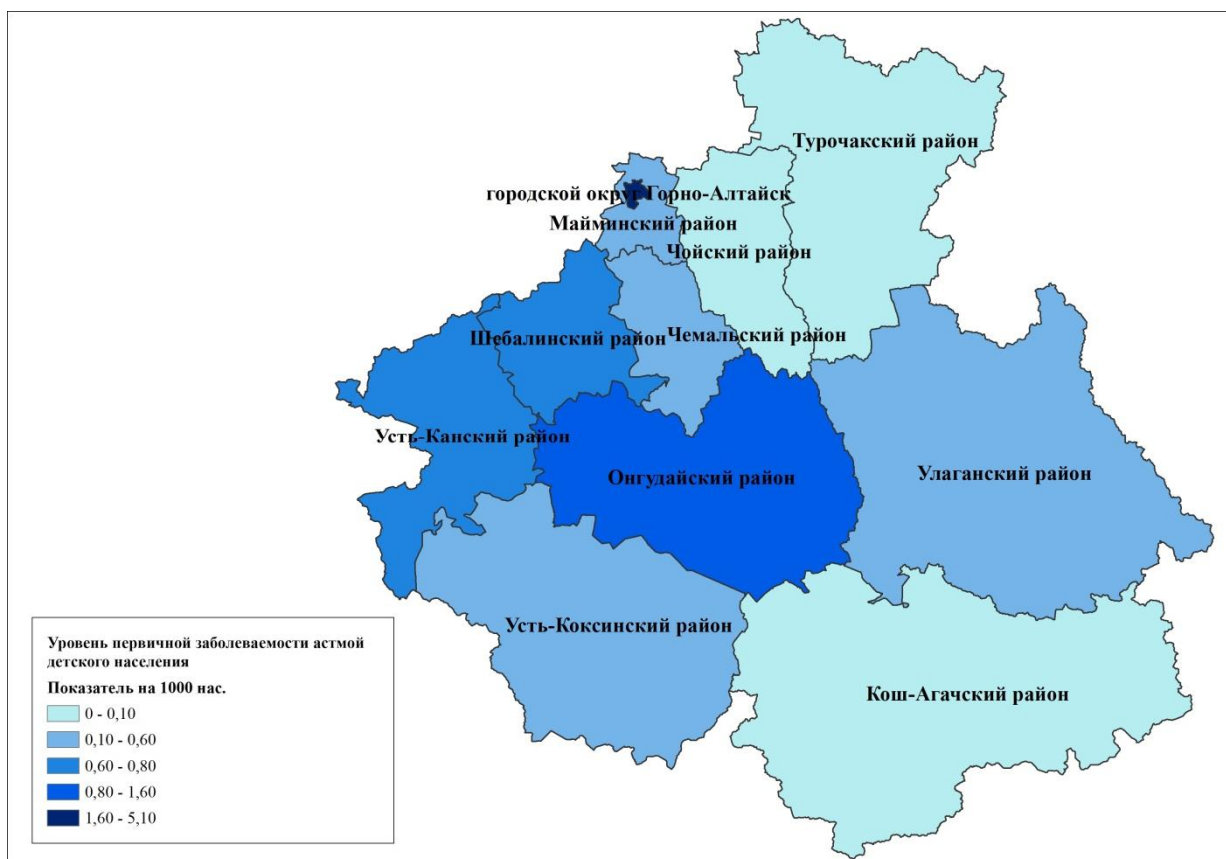 Турочакский район
городской округ Горно-Алтайск
Майминский район
Чойский район
Шебалинский район
Чемальский район
Усть-Канский район
Онгудайский район
Улаганский район
Усть-Коксинский район
Кош-Агачский район
Уровень первичной заболеваемости астмой
детского населения
Показатель на 1000 нас.
0 - 0,10
0,10 - 0,60
0,60 - 0,80
0,80 - 1,60
1,60 - 5,10